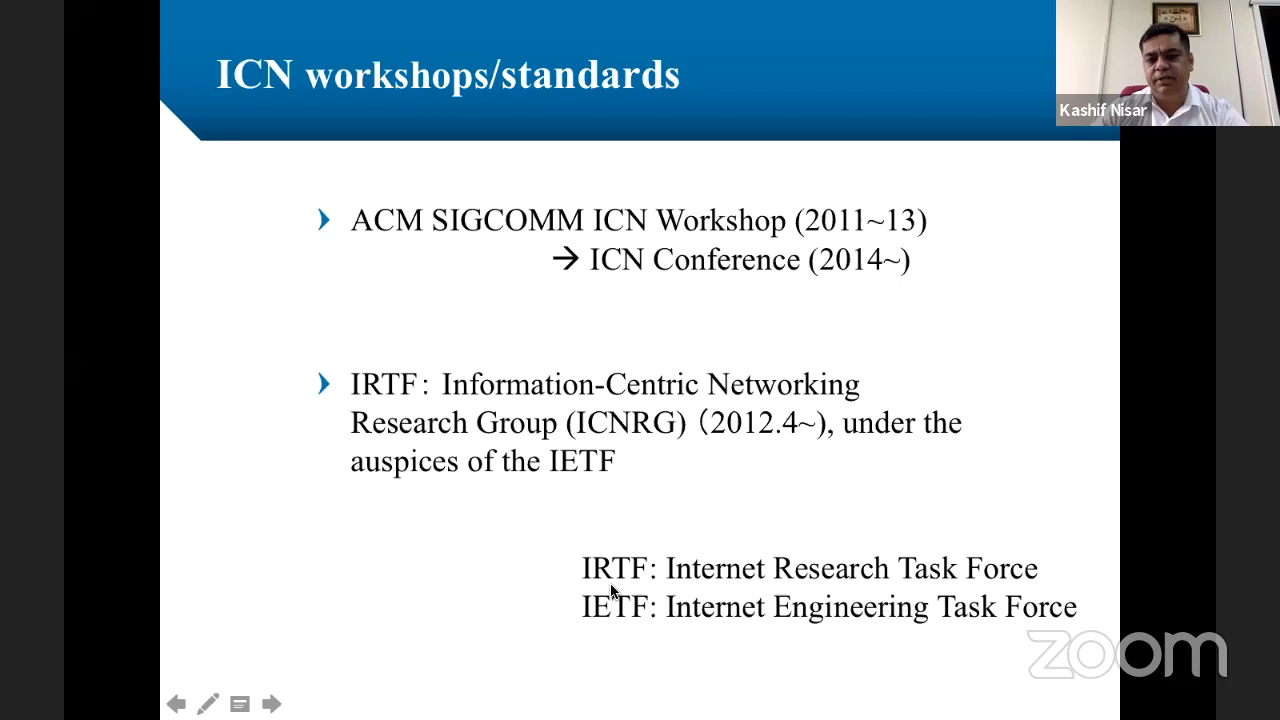 ICN workshops/standards
Kashif Nisar
ACM SIGCOMM ICN Workshop (2011~13)
→ ICN Conference (2014~)
IRTF: Information-Centric Networking
Research Group (ICNRG) (2012.4~), under the
auspices of the IETF
IRTF: Internet Research Task Force
IETF: Internet Engineering Task Force
zoom